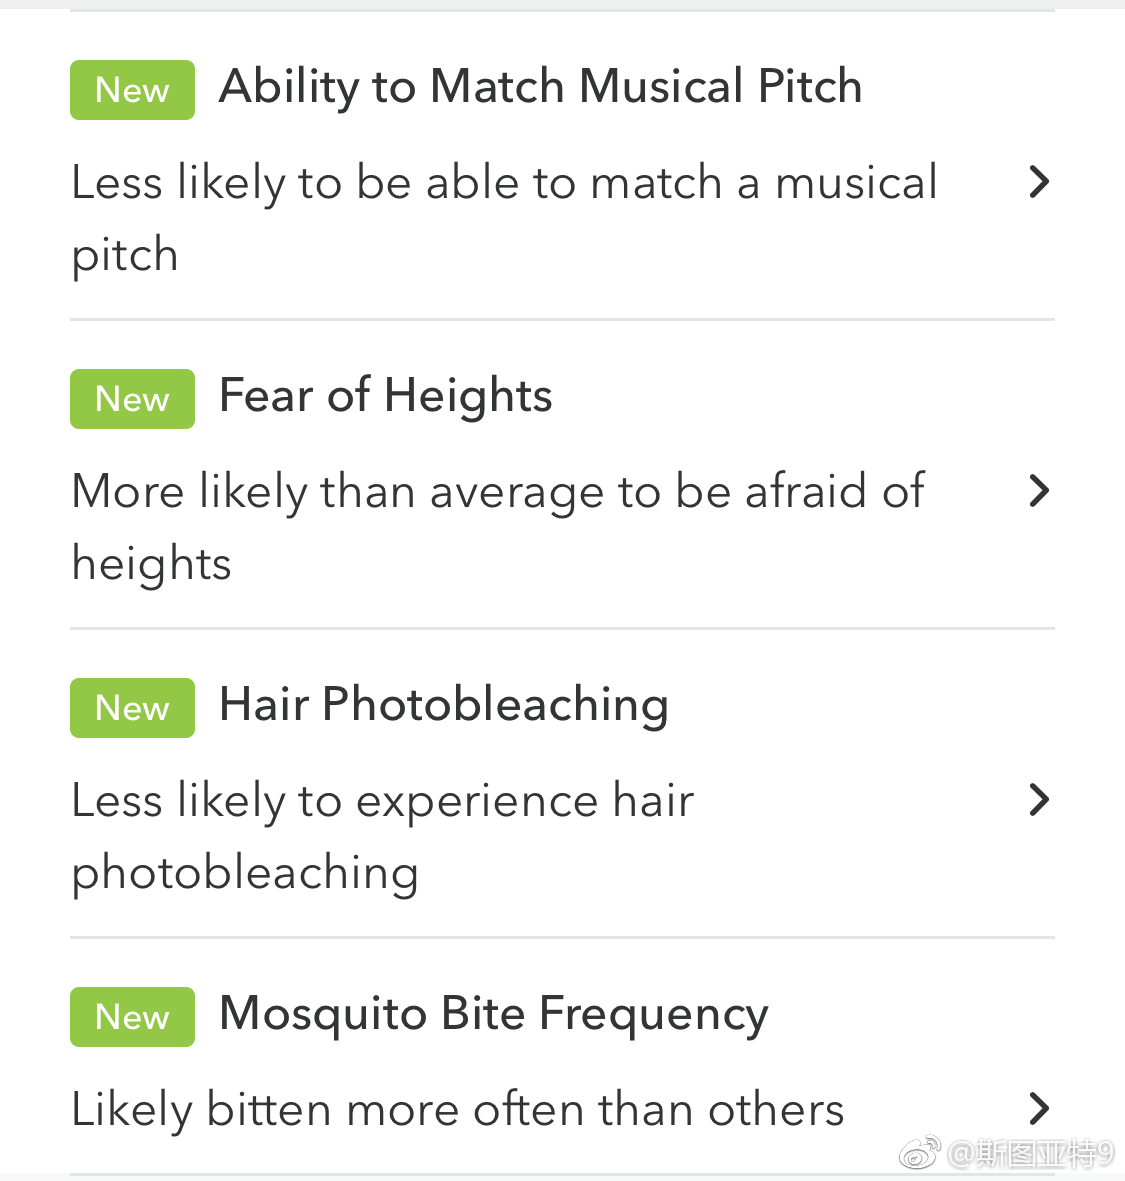 New Ability to Match Musical Pitch
Less likely to be able to match a musical
pitch
New Fear of Heights
More likely than average to be afraid of
heights
New Hair Photobleaching
Less likely to experience hair
photobleaching
New Mosquito Bite Frequency
Likely bitten more often than others
@斯图亚特9